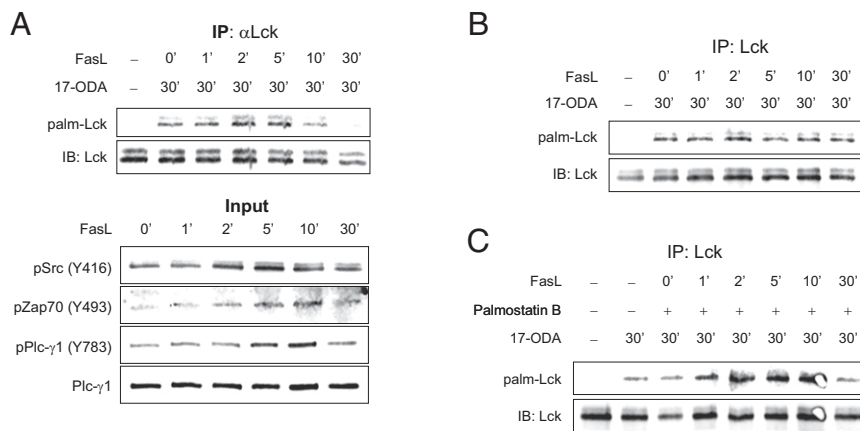 A
IP: αLck
FasL – 0' 1' 2' 5' 10' 30'
17-ODA – 30' 30' 30' 30' 30' 30'
palm-Lck
IB: Lck
Input
FasL 0' 1' 2' 5' 10' 30'
pSrc (Y416)
pZap70 (Y493)
pPlc-γ1 (Y783)
Plc-γ1
B
IP: Lck
FasL – 0' 1' 2' 5' 10' 30'
17-ODA – 30' 30' 30' 30' 30' 30'
palm-Lck
IB: Lck
C
IP: Lck
FasL – – 0' 1' 2' 5' 10' 30'
Palmostatin B – – + + + + + +
17-ODA – 30' 30' 30' 30' 30' 30' 30'
palm-Lck
IB: Lck